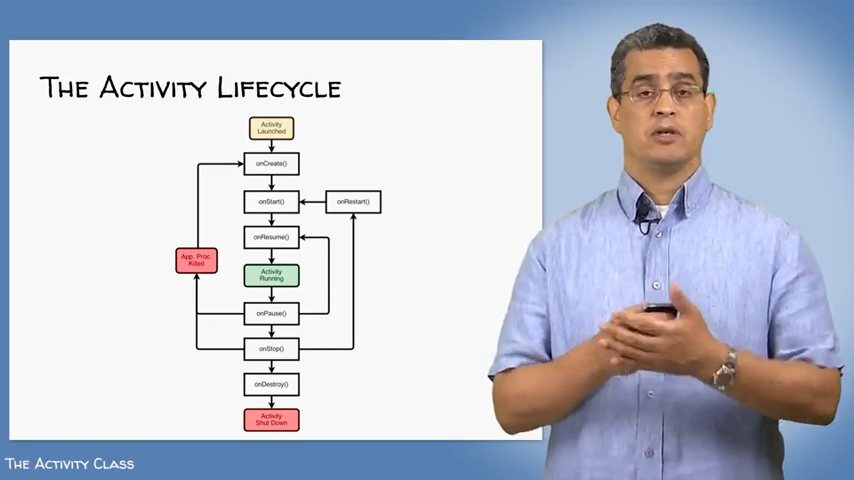 The Activity Lifecycle
Activity
Launched
onCreate()
onStart()
onRestart()
onResume()
App. Proc.
Killed
Activity
Running
onPause()
onStop()
onDestroy()
Activity
Shut Down
The Activity Class